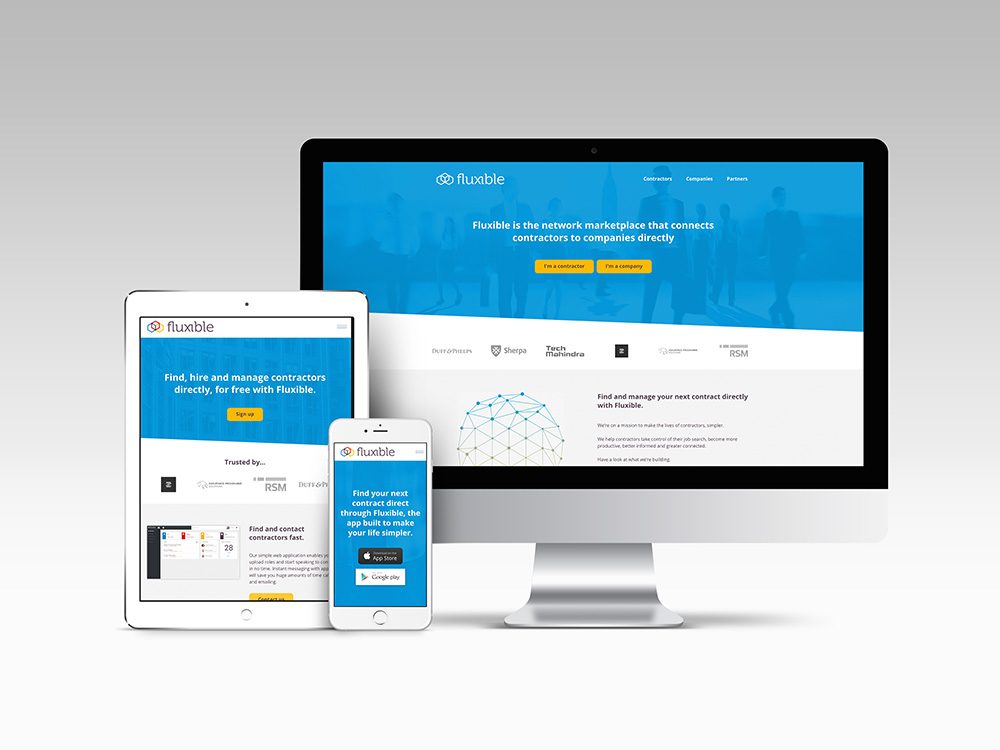 fluxible
Contractors Companies Partners
Fluxible is the network marketplace that connects
contractors to companies directly
I'm a contractor I'm a company
DUFF&PHELPS Sherpa Tech
Mahindra
RSM
Find and manage your next contract directly
with Fluxible.
We're on a mission to make the lives of contractors, simpler.
We help contractors take control of their job search, become more
productive, better informed and greater connected.
Have a look at what we're building.
fluxible
Find, hire and manage contractors
directly, for free with Fluxible.
Sign up
Trusted by...
RSM DUFF&PH
Find and contact
contractors fast.
28
Our simple web application enables yo
upload roles and start speaking to con
in no time. Instant messaging with app
will save you huge amounts of time cal
and emailing.
Contact us
fluxible
Find your next
contract direct
through Fluxible, the
app built to make
your life simpler.
Download on the
App Store
Google play